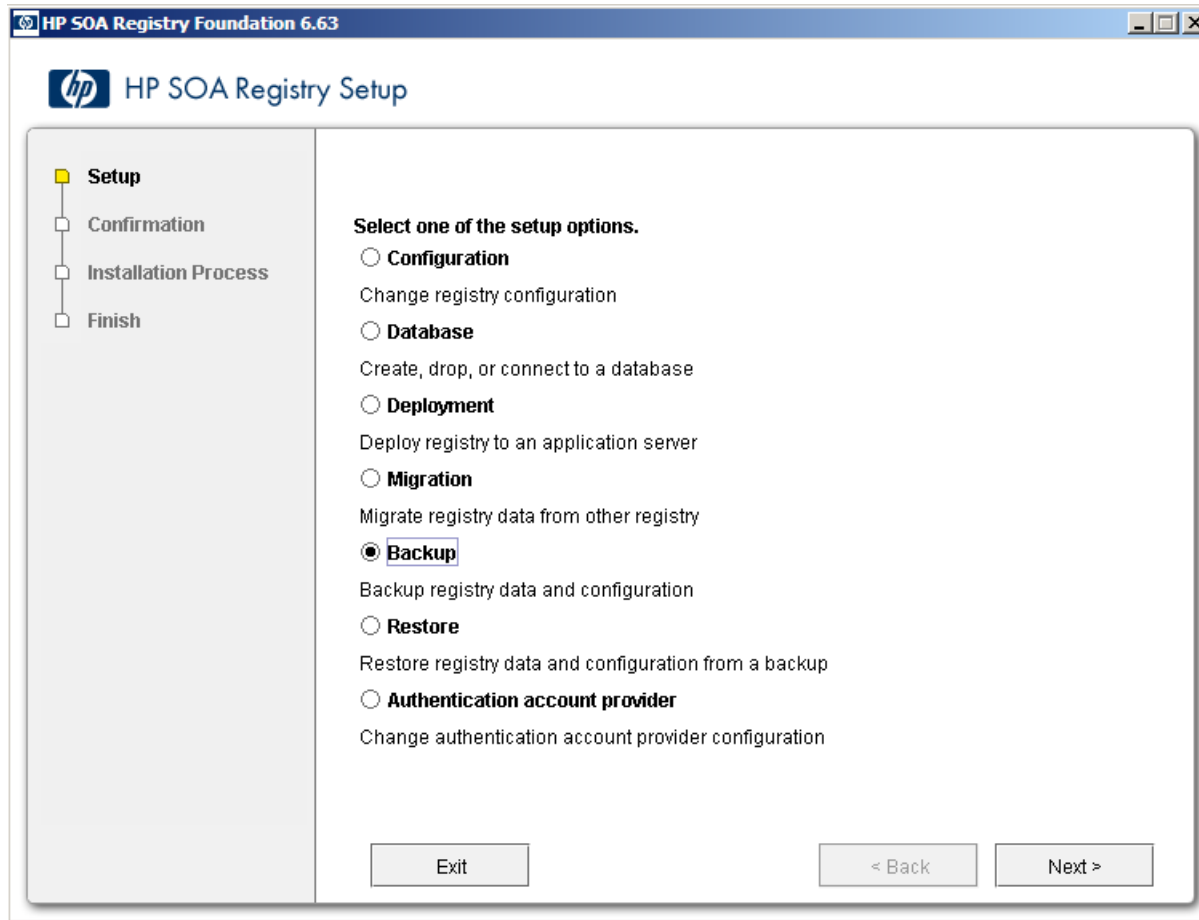 HP SOA Registry Foundation 6.63
hp HP SOA Registry Setup
Setup
Confirmation
Installation Process
Finish
Select one of the setup options.
Configuration
Change registry configuration
Database
Create, drop, or connect to a database
Deployment
Deploy registry to an application server
Migration
Migrate registry data from other registry
Backup
Backup registry data and configuration
Restore
Restore registry data and configuration from a backup
Authentication account provider
Change authentication account provider configuration
Exit
< Back
Next >